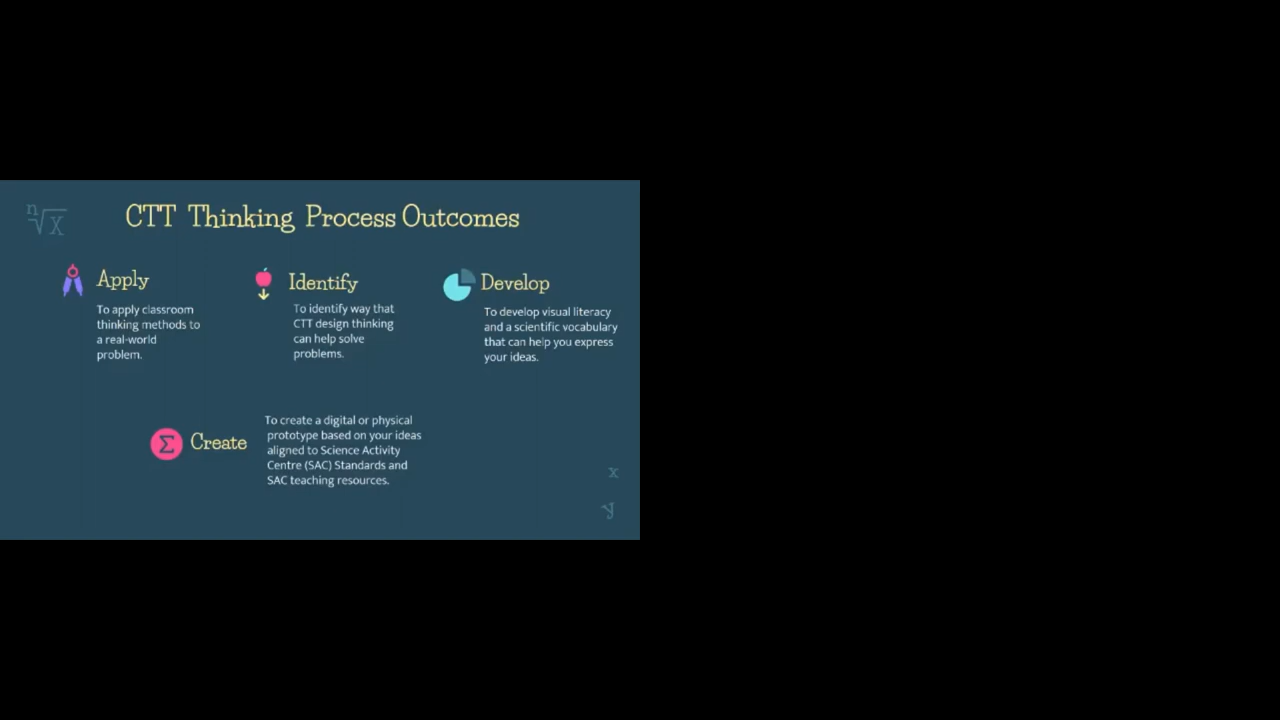 n
√x
CTT Thinking Process Outcomes
Apply
To apply classroom
thinking methods to
a real-world
problem.
Identify
To identify way that
CTT design thinking
can help solve
problems.
Develop
To develop visual literacy
and a scientific vocabulary
that can help you express
your ideas.
Σ
Create
To create a digital or physical
prototype based on your ideas
aligned to Science Activity
Centre (SAC) Standards and
SAC teaching resources.
x
y